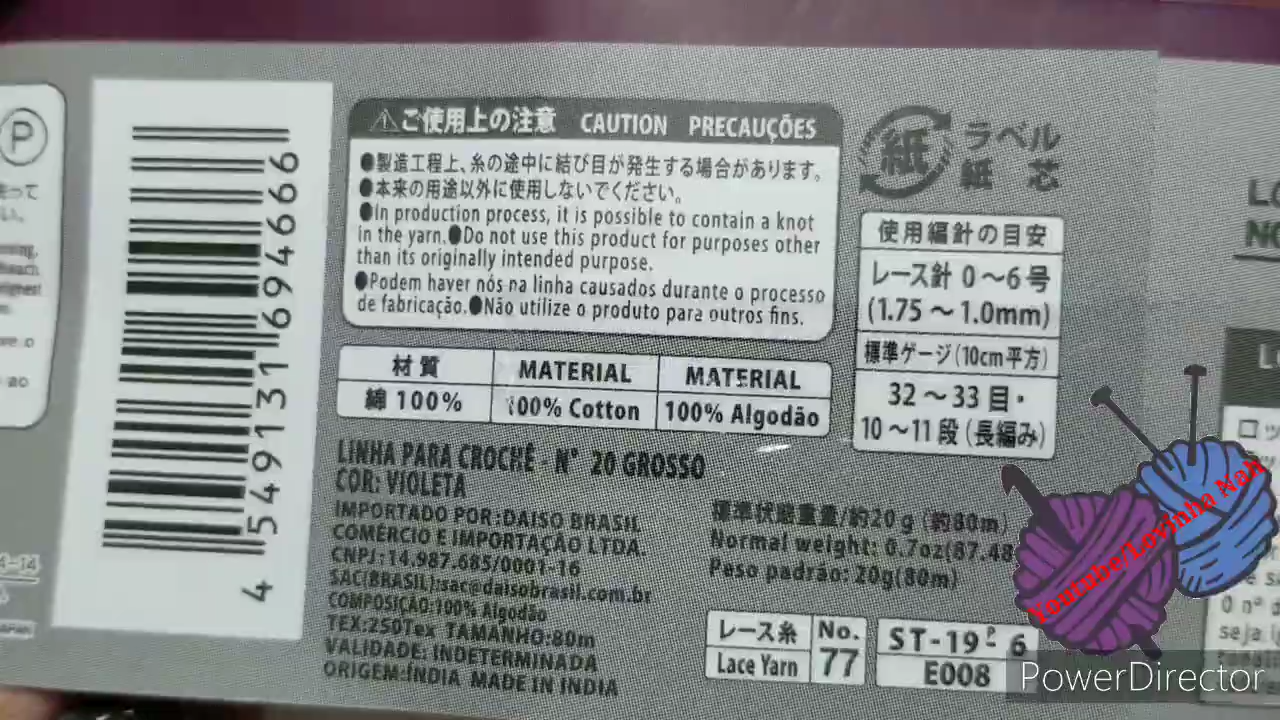 P
4 549131 694666
ご使用上の注意 CAUTION PRECAUÇÕES
●製造工程上、糸の途中に結び目が発生する場合があります。
●本来の用途以外に使用しないでください。
●In production process, it is possible to contain a knot
in the yarn.●Do not use this product for purposes other
than its originally intended purpose.
●Podem haver nós na linha causados durante o processo
de fabricação.●Não utilize o produto para outros fins.
材質 MATERIAL MATERIAL
綿 100% 100% Cotton 100% Algodão
紙 ラベル
紙芯
使用編針の目安
レース針 0～6号
(1.75～1.0mm)
標準ゲージ(10cm平方)
32～33目・
10～11段(長編み)
LINHA PARA CROCHÊ - N° 20 GROSSO
COR: VIOLETA
IMPORTADO POR:DAISO BRASIL
COMÉRCIO E IMPORTAÇÃO LTDA.
CNPJ:14.987.685/0001-16
SAC(BRASIL):sac@daisobrasil.com.br
COMPOSIÇÃO:100% Algodão
TEX:250Tex TAMANHO:80m
VALIDADE: INDETERMINADA
ORIGEM:ÍNDIA MADE IN INDIA
標準状態重量/約20g(約80m)
Normal weight: 0.7oz(87.48
Peso padrão: 20g(80m)
レース糸 No.
Lace Yarn 77
ST-19 P- 6
E008
Youtube/Lovinha Nah
PowerDirector